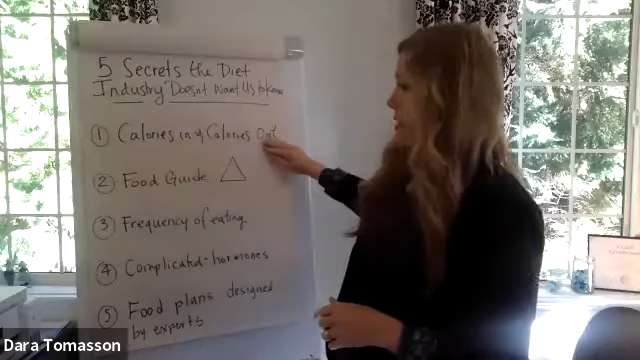 5 Secrets the Diet
Industry Doesn't Want Us to know
① Calories in & Calories Out
② Food Guide
③ Frequency of eating.
④ Complicated - hormones
⑤ Food plans designed
by experts
Dara Tomasson